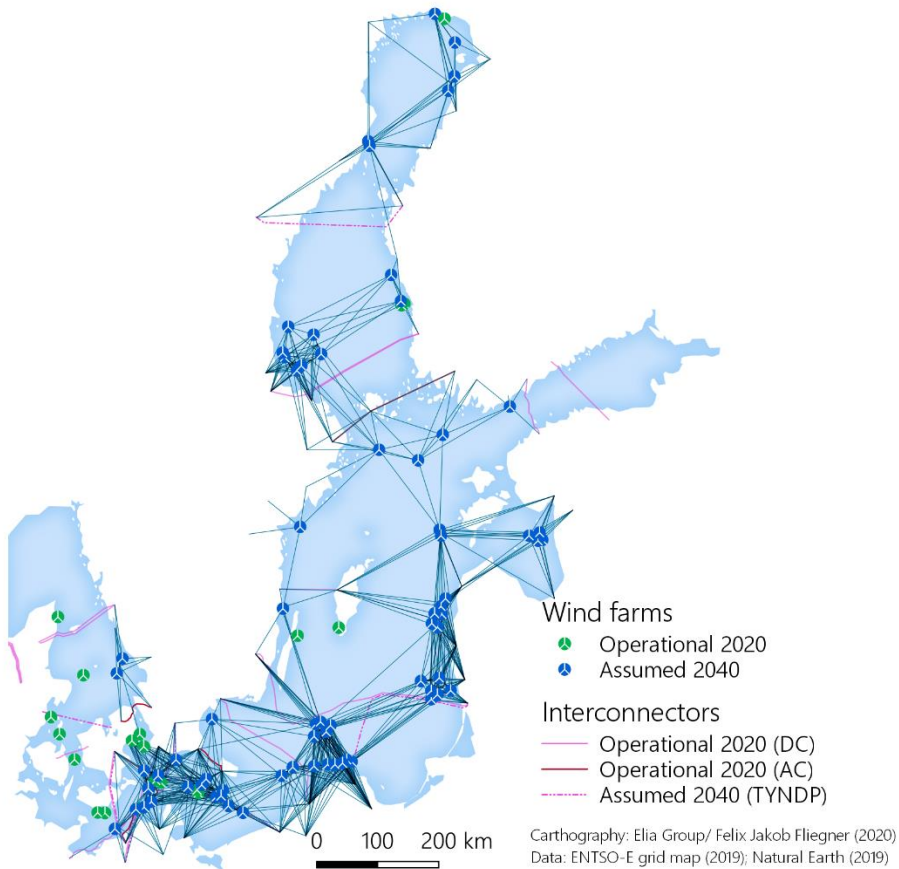 Wind farms
Operational 2020
Assumed 2040
Interconnectors
Operational 2020 (DC)
Operational 2020 (AC)
Assumed 2040 (TYNDP)
0 100 200 km
Carthography: Elia Group/ Felix Jakob Fliegner (2020)
Data: ENTSO-E grid map (2019); Natural Earth (2019)